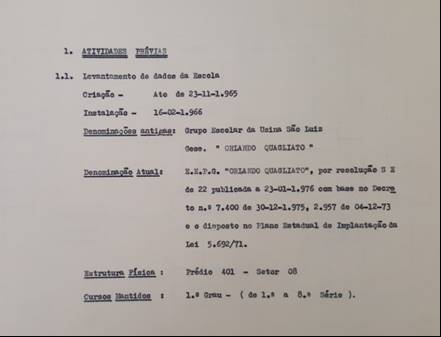 1. ATIVIDADES PRÉVIAS
1.1. Levantamento de dados da Escola
Criação - Ato de 23-11-1.965
Instalação - 16-02-1.966
Denominações antigas: Grupo Escolar da Usina São Luiz
Gese. " ORLANDO QUAGLIATO "
Denominação Atual: E.E.P.G. "ORLANDO QUAGLIATO", por resolução S E
de 22 publicada a 23-01-1.976 com base no Decre
to n.º 7.400 de 30-12-1.975, 2.957 de 04-12-73
e o disposto no Plano Estadual de Implantação da
Lei 5.692/71.
Estrutura Física : Prédio 401 - Setor 08
Cursos Mantidos : 1.º Grau - ( de 1.ª a 8.ª Série ).